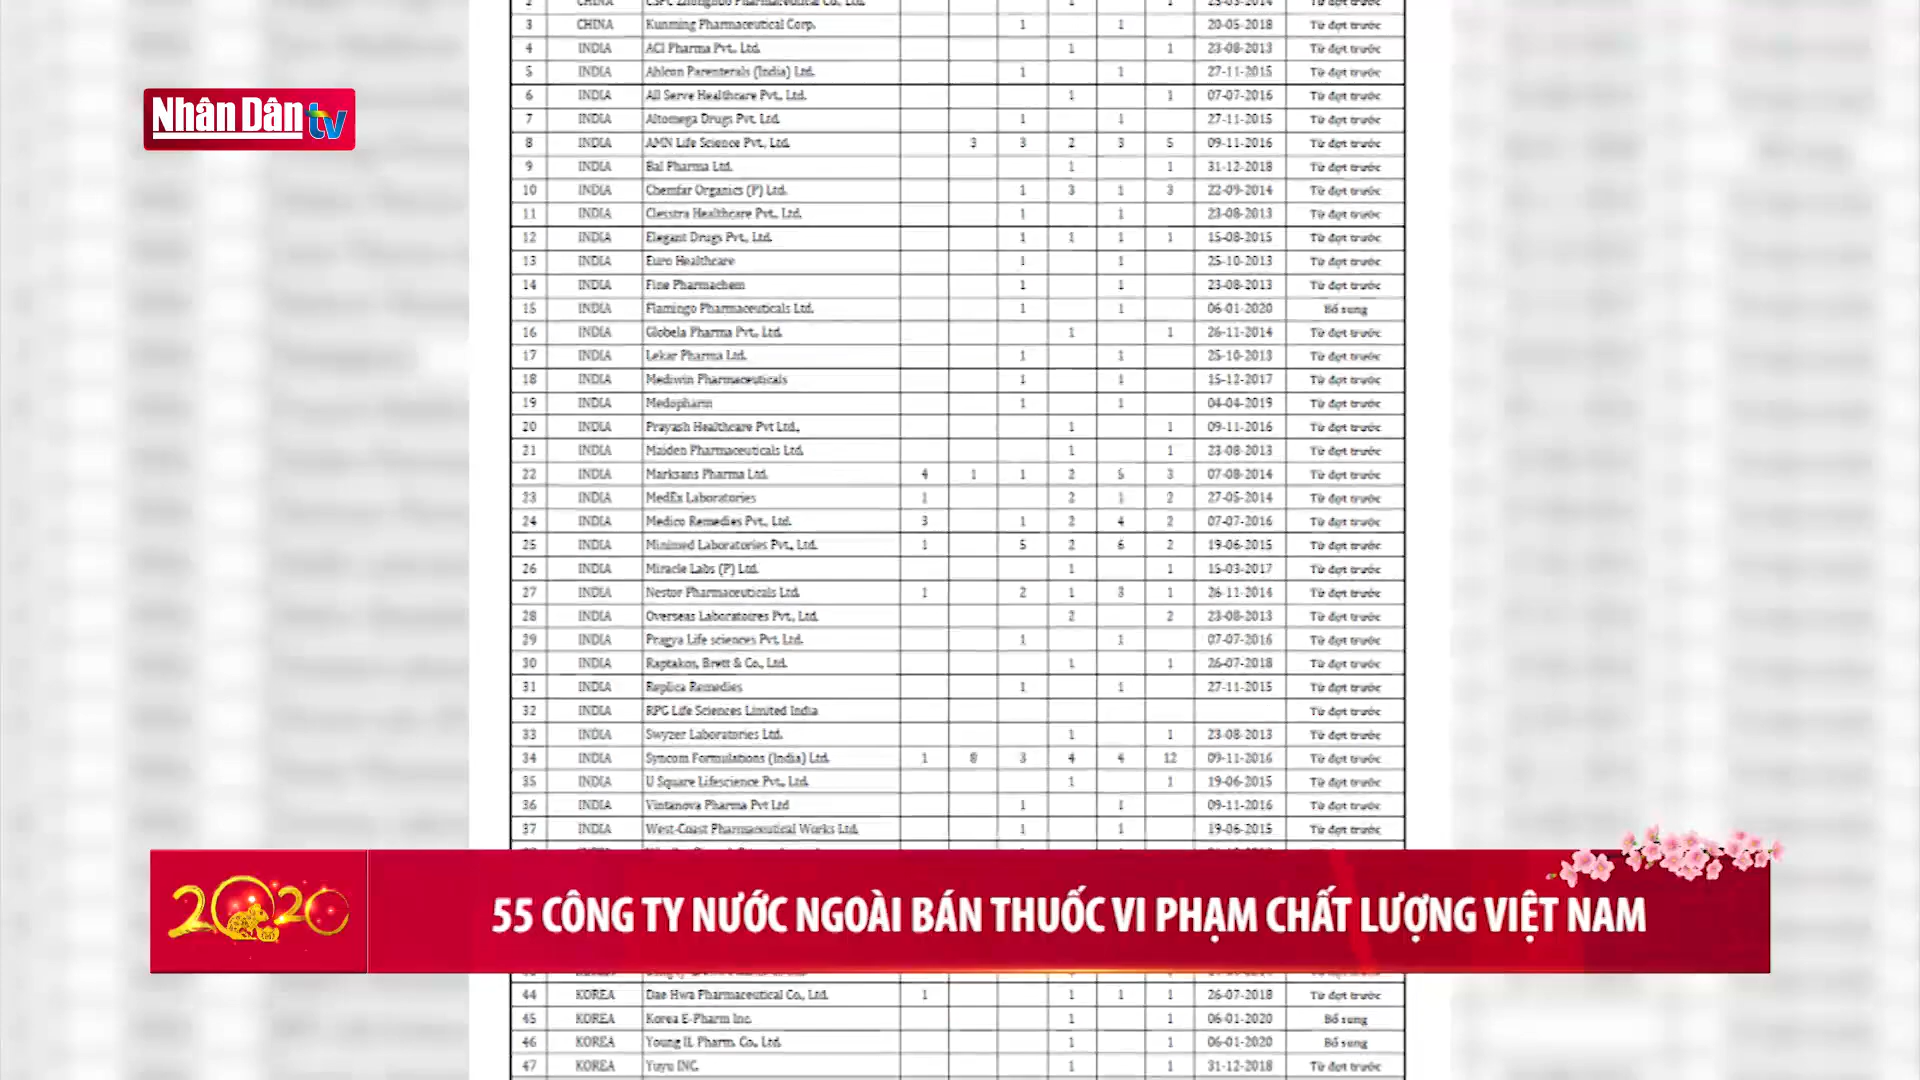 CHINA
3 CHINA Kunming Pharmaceutical Corp. 1 1 20-05-2018 Từ đợt trước
4 INDIA ACI Pharma Pvt., Ltd. 1 1 23-08-2013 Từ đợt trước
5 INDIA Ahlcon Parenterals (India) Ltd. 1 1 27-11-2015 Từ đợt trước
6 INDIA All Serve Healthcare Pvt., Ltd. 1 1 07-07-2016 Từ đợt trước
7 INDIA Altomega Drugs Pvt. Ltd. 1 1 27-11-2015 Từ đợt trước
8 INDIA AMN Life Science Pvt., Ltd. 3 3 2 3 5 09-11-2016 Từ đợt trước
9 INDIA Bal Pharma Ltd. 1 1 31-12-2018 Từ đợt trước
10 INDIA Chemfar Organics (P) Ltd. 1 3 1 3 22-09-2014 Từ đợt trước
11 INDIA Clesstra Healthcare Pvt., Ltd. 1 1 23-08-2013 Từ đợt trước
12 INDIA Elegant Drugs Pvt., Ltd. 1 1 1 1 15-08-2015 Từ đợt trước
13 INDIA Euro Healthcare 1 1 25-10-2013 Từ đợt trước
14 INDIA Fine Pharmachem 1 1 23-08-2013 Từ đợt trước
15 INDIA Flamingo Pharmaceuticals Ltd. 1 1 06-01-2020 Bổ sung
16 INDIA Globela Pharma Pvt., Ltd. 1 1 26-11-2014 Từ đợt trước
17 INDIA Lekar Pharma Ltd. 1 1 25-10-2013 Từ đợt trước
18 INDIA Mediwin Pharmaceuticals 1 1 15-12-2017 Từ đợt trước
19 INDIA Medopharm 1 1 04-04-2019 Từ đợt trước
20 INDIA Prayash Healthcare Pvt Ltd., 1 1 09-11-2016 Từ đợt trước
21 INDIA Maiden Pharmaceuticals Ltd. 1 1 23-08-2013 Từ đợt trước
22 INDIA Marksans Pharma Ltd. 4 1 1 2 5 3 07-08-2014 Từ đợt trước
23 INDIA MedEx Laboratories 1 2 1 2 27-05-2014 Từ đợt trước
24 INDIA Medico Remedies Pvt., Ltd. 3 1 2 4 2 07-07-2016 Từ đợt trước
25 INDIA Minimed Laboratories Pvt., Ltd. 1 5 2 6 2 19-06-2015 Từ đợt trước
26 INDIA Miracle Labs (P) Ltd. 1 1 15-03-2017 Từ đợt trước
27 INDIA Nestor Pharmaceuticals Ltd. 1 2 1 3 1 26-11-2014 Từ đợt trước
28 INDIA Overseas Laboratoires Pvt., Ltd. 2 2 23-08-2013 Từ đợt trước
29 INDIA Pragya Life sciences Pvt. Ltd. 1 1 07-07-2016 Từ đợt trước
30 INDIA Raptakos, Brett & Co., Ltd. 1 1 26-07-2018 Từ đợt trước
31 INDIA Replica Remedies 1 1 27-11-2015 Từ đợt trước
32 INDIA RPG Life Sciences Limited India Từ đợt trước
33 INDIA Swyzer Laboratories Ltd. 1 1 23-08-2013 Từ đợt trước
34 INDIA Syncom Formulations (India) Ltd. 1 8 3 4 4 12 09-11-2016 Từ đợt trước
35 INDIA U Square Lifescience Pvt., Ltd. 1 1 19-06-2015 Từ đợt trước
36 INDIA Vintanova Pharma Pvt Ltd 1 1 09-11-2016 Từ đợt trước
37 INDIA West-Coast Pharmaceutical Works Ltd. 1 1 19-06-2015 Từ đợt trước
44 KOREA Dae Hwa Pharmaceutical Co., Ltd. 1 1 1 1 26-07-2018 Từ đợt trước
45 KOREA Korea E-Pharm Inc. 1 1 06-01-2020 Bổ sung
46 KOREA Young IL Pharm. Co., Ltd. 1 1 06-01-2020 Bổ sung
47 KOREA Yuyu INC. 1 1 31-12-2018 Từ đợt trước
Nhân Dân tv
2020
55 CÔNG TY NƯỚC NGOÀI BÁN THUỐC VI PHẠM CHẤT LƯỢNG VIỆT NAM